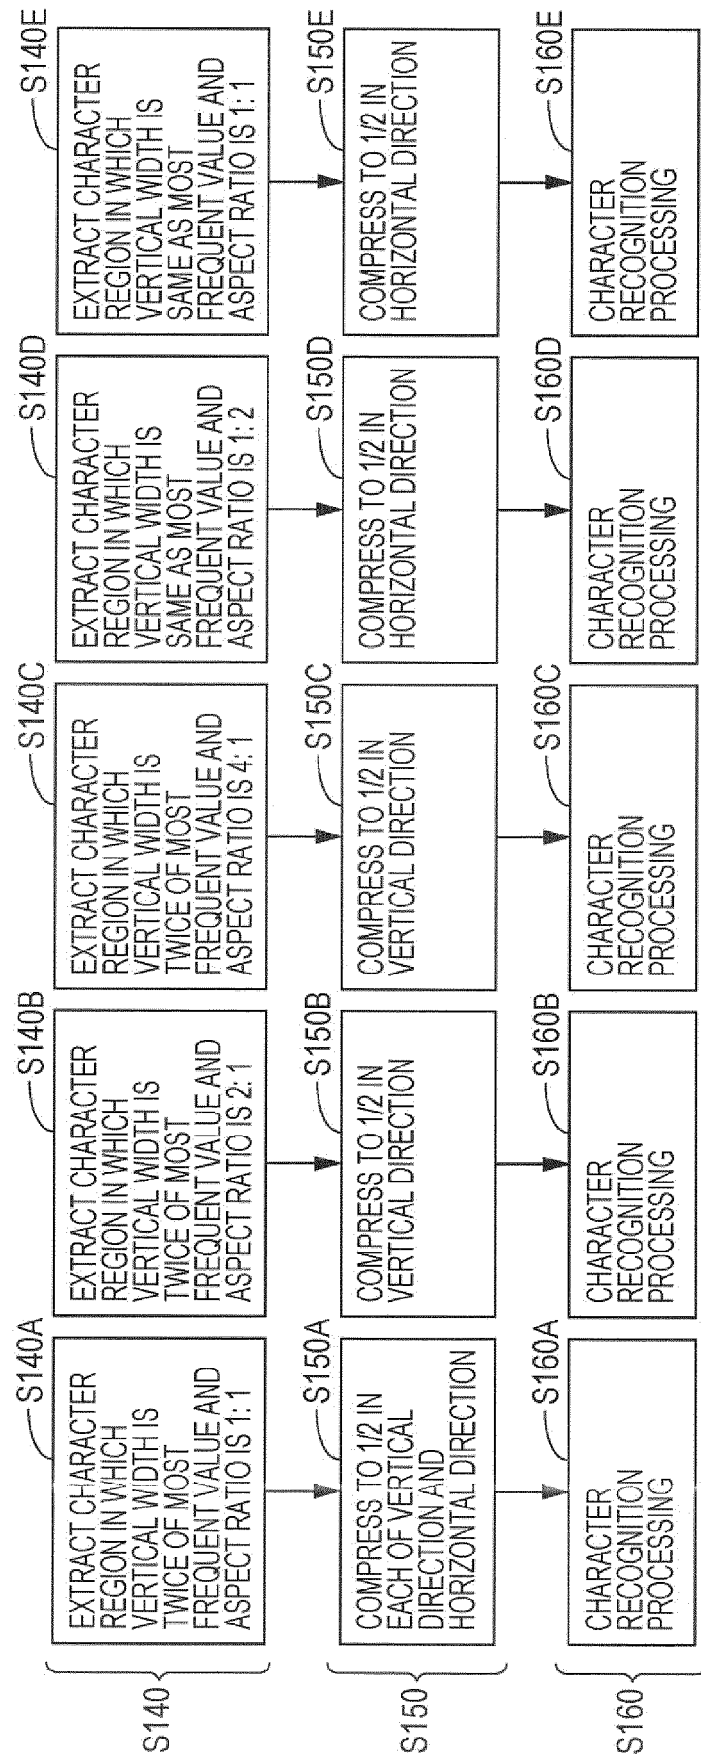 S140
S140A
EXTRACT CHARACTER
REGION IN WHICH
VERTICAL WIDTH IS
TWICE OF MOST
FREQUENT VALUE AND
ASPECT RATIO IS 1: 1
S140B
EXTRACT CHARACTER
REGION IN WHICH
VERTICAL WIDTH IS
TWICE OF MOST
FREQUENT VALUE AND
ASPECT RATIO IS 2: 1
S140C
EXTRACT CHARACTER
REGION IN WHICH
VERTICAL WIDTH IS
TWICE OF MOST
FREQUENT VALUE AND
ASPECT RATIO IS 4: 1
S140D
EXTRACT CHARACTER
REGION IN WHICH
VERTICAL WIDTH IS
SAME AS MOST
FREQUENT VALUE AND
ASPECT RATIO IS 1: 2
S140E
EXTRACT CHARACTER
REGION IN WHICH
VERTICAL WIDTH IS
SAME AS MOST
FREQUENT VALUE AND
ASPECT RATIO IS 1: 1
S150
S150A
COMPRESS TO 1/2 IN
EACH OF VERTICAL
DIRECTION AND
HORIZONTAL DIRECTION
S150B
COMPRESS TO 1/2 IN
VERTICAL DIRECTION
S150C
COMPRESS TO 1/2 IN
VERTICAL DIRECTION
S150D
COMPRESS TO 1/2 IN
HORIZONTAL DIRECTION
S150E
COMPRESS TO 1/2 IN
HORIZONTAL DIRECTION
S160
S160A
CHARACTER
RECOGNITION
PROCESSING
S160B
CHARACTER
RECOGNITION
PROCESSING
S160C
CHARACTER
RECOGNITION
PROCESSING
S160D
CHARACTER
RECOGNITION
PROCESSING
S160E
CHARACTER
RECOGNITION
PROCESSING